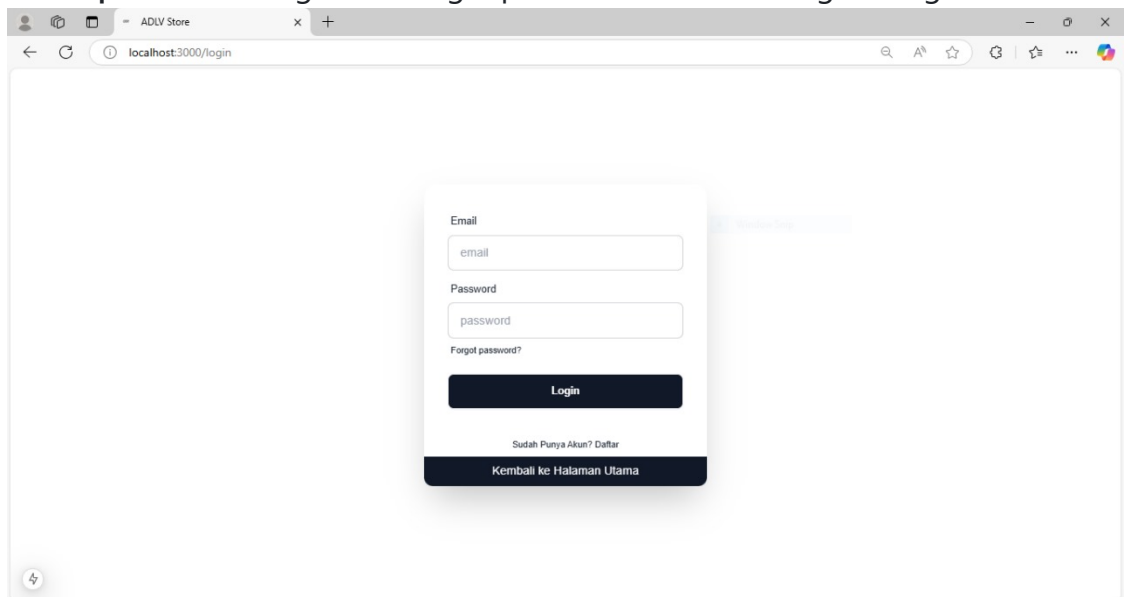 ADLV Store
localhost:3000/login
Email
email
Password
password
Forgot password?
Login
Sudah Punya Akun? Daftar
Kembali ke Halaman Utama